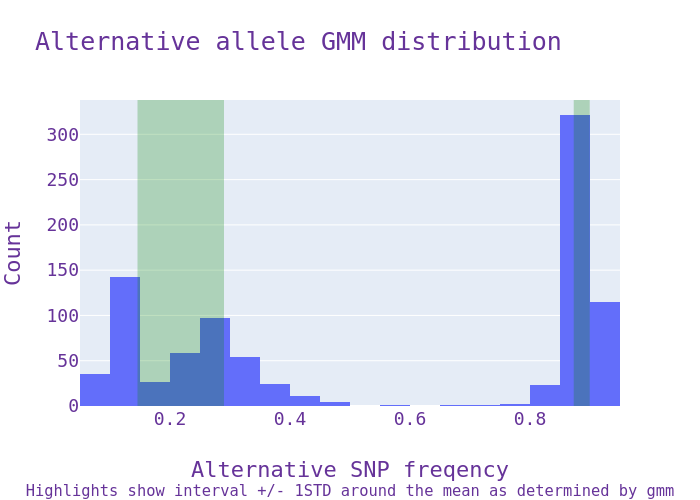 Alternative allele GMM distribution
300
250
200
150
100
50
0
Count
0.2 0.4 0.6 0.8
Alternative SNP freqency
Highlights show interval +/- 1STD around the mean as determined by gmm